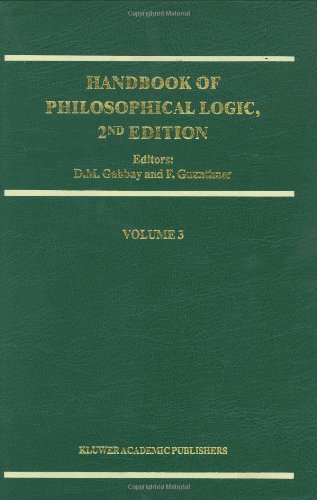 HANDBOOK OF
PHILOSOPHICAL LOGIC,
2ND EDITION
Editors:
D.M. Gabbay and F. Guenthner
VOLUME 3
KLUWER ACADEMIC PUBLISHERS